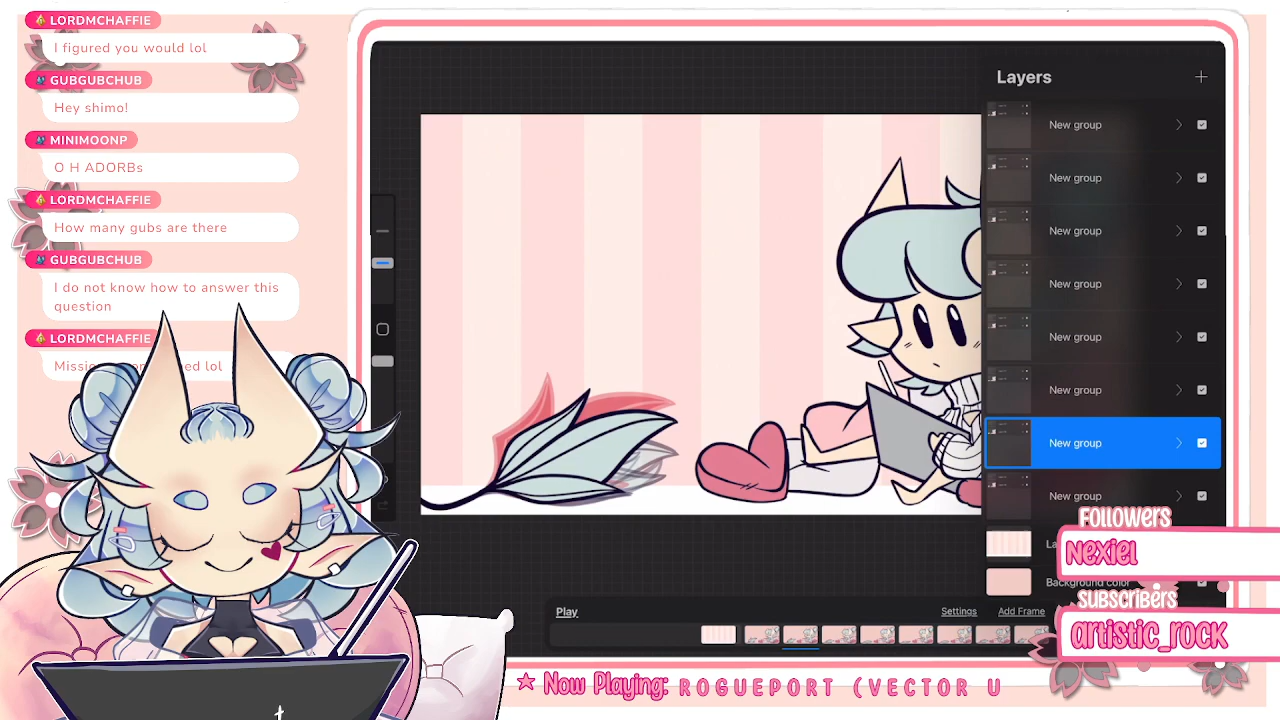 LORDMCHAFFIE
I figured you would lol
GUBGUBCHUB
Hey shimo!
MINIMOONP
O H ADORBs
LORDMCHAFFIE
How many gubs are there
GUBGUBCHUB
I do not know how to answer this
question
LORDMCHAFFIE
lol
Layers
New group
New group
New group
New group
New group
New group
New group
New group
Background color
Play
Settings
Add Frame
Followers
Nexiel
subscribers
artistic_rock
Now Playing: ROGUEPORT (VECTOR U